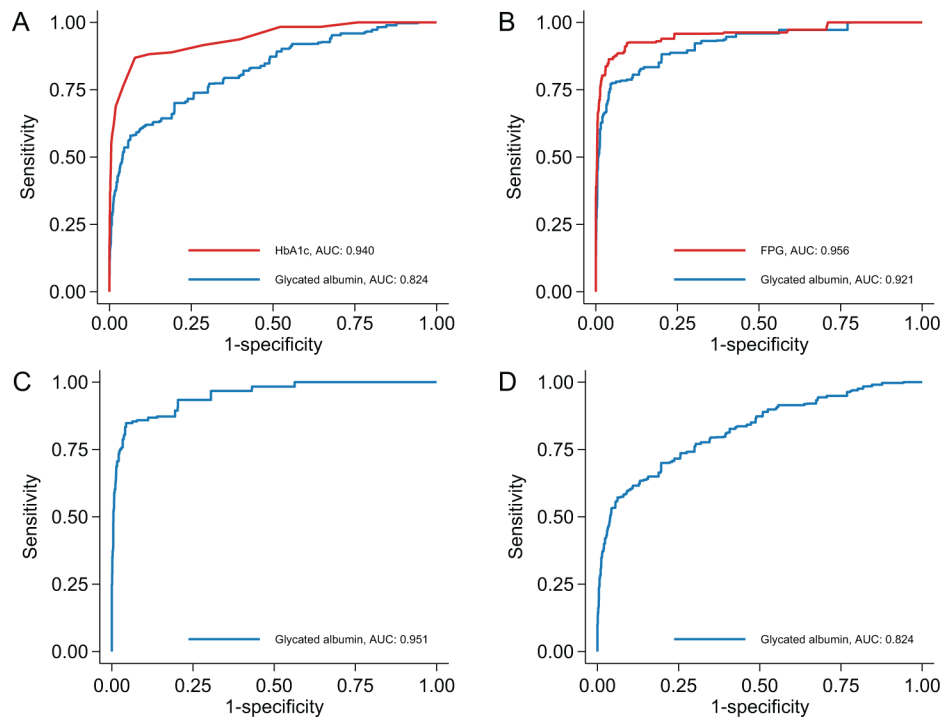 A
1.00
0.75
0.50
0.25
0.00
Sensitivity
HbA1c, AUC: 0.940
Glycated albumin, AUC: 0.824
0.00 0.25 0.50 0.75 1.00
1-specificity
B
1.00
0.75
0.50
0.25
0.00
Sensitivity
FPG, AUC: 0.956
Glycated albumin, AUC: 0.921
0.00 0.25 0.50 0.75 1.00
1-specificity
C
1.00
0.75
0.50
0.25
0.00
Sensitivity
Glycated albumin, AUC: 0.951
0.00 0.25 0.50 0.75 1.00
1-specificity
D
1.00
0.75
0.50
0.25
0.00
Sensitivity
Glycated albumin, AUC: 0.824
0.00 0.25 0.50 0.75 1.00
1-specificity